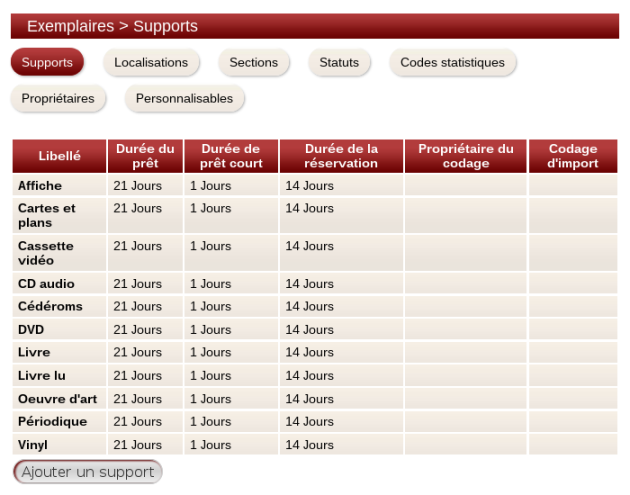 Exemplaires > Supports
Supports Localisations Sections Statuts Codes statistiques
Propriétaires Personnalisables
Libellé Durée du prêt Durée de prêt court Durée de la réservation Propriétaire du codage Codage d'import
Affiche 21 Jours 1 Jours 14 Jours
Cartes et plans 21 Jours 1 Jours 14 Jours
Cassette vidéo 21 Jours 1 Jours 14 Jours
CD audio 21 Jours 1 Jours 14 Jours
Cédéroms 21 Jours 1 Jours 14 Jours
DVD 21 Jours 1 Jours 14 Jours
Livre 21 Jours 1 Jours 14 Jours
Livre lu 21 Jours 1 Jours 14 Jours
Oeuvre d'art 21 Jours 1 Jours 14 Jours
Périodique 21 Jours 1 Jours 14 Jours
Vinyl 21 Jours 1 Jours 14 Jours
Ajouter un support